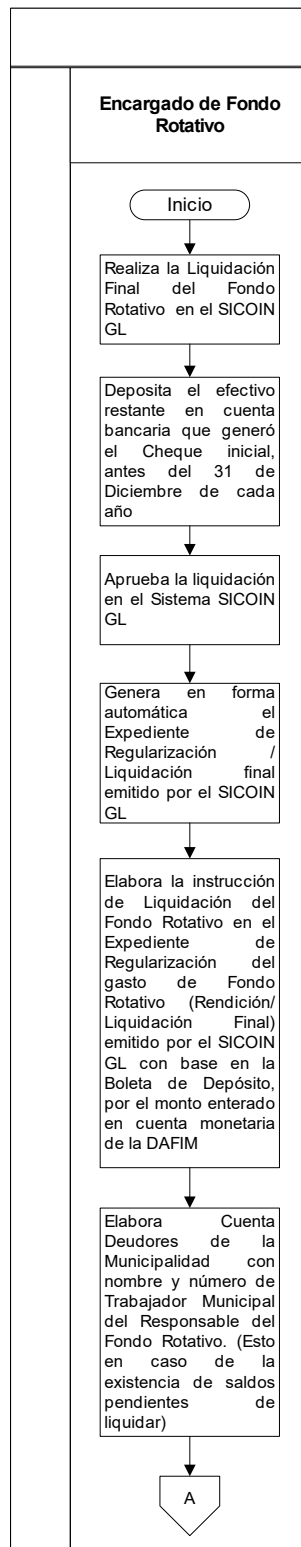 Encargado de Fondo
Rotativo
Inicio
Realiza la Liquidación
Final del Fondo
Rotativo en el SICOIN
GL
Deposita el efectivo
restante en cuenta
bancaria que generó
el Cheque inicial,
antes del 31 de
Diciembre de cada
año
Aprueba la liquidación
en el Sistema SICOIN
GL
Genera en forma
automática el
Expediente de
Regularización /
Liquidación final
emitido por el SICOIN
GL
Elabora la instrucción
de Liquidación del
Fondo Rotativo en el
Expediente de
Regularización del
gasto de Fondo
Rotativo (Rendición/
Liquidación Final)
emitido por el SICOIN
GL con base en la
Boleta de Depósito,
por el monto enterado
en cuenta monetaria
de la DAFIM
Elabora Cuenta
Deudores de la
Municipalidad con
nombre y número de
Trabajador Municipal
del Responsable del
Fondo Rotativo. (Esto
en caso de la
existencia de saldos
pendientes de
liquidar)
A